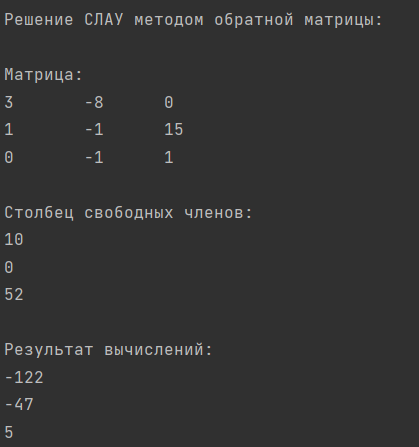 Решение СЛАУ методом обратной матрицы:
Матрица:
3 -8 0
1 -1 15
0 -1 1
Столбец свободных членов:
10
0
52
Результат вычислений:
-122
-47
5